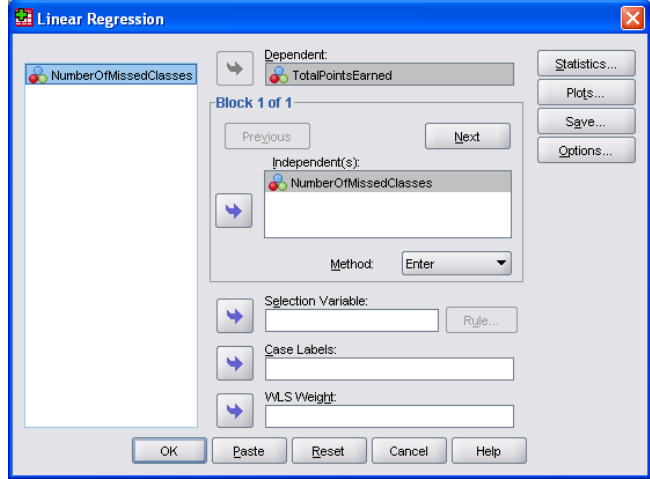 Linear Regression
NumberOfMissedClasses
Dependent:
TotalPointsEarned
Block 1 of 1
Previous
Next
Independent(s):
NumberOfMissedClasses
Method:
Enter
Selection Variable:
Rule...
Case Labels:
WLS Weight:
Statistics...
Plots...
Save...
Options...
OK
Paste
Reset
Cancel
Help